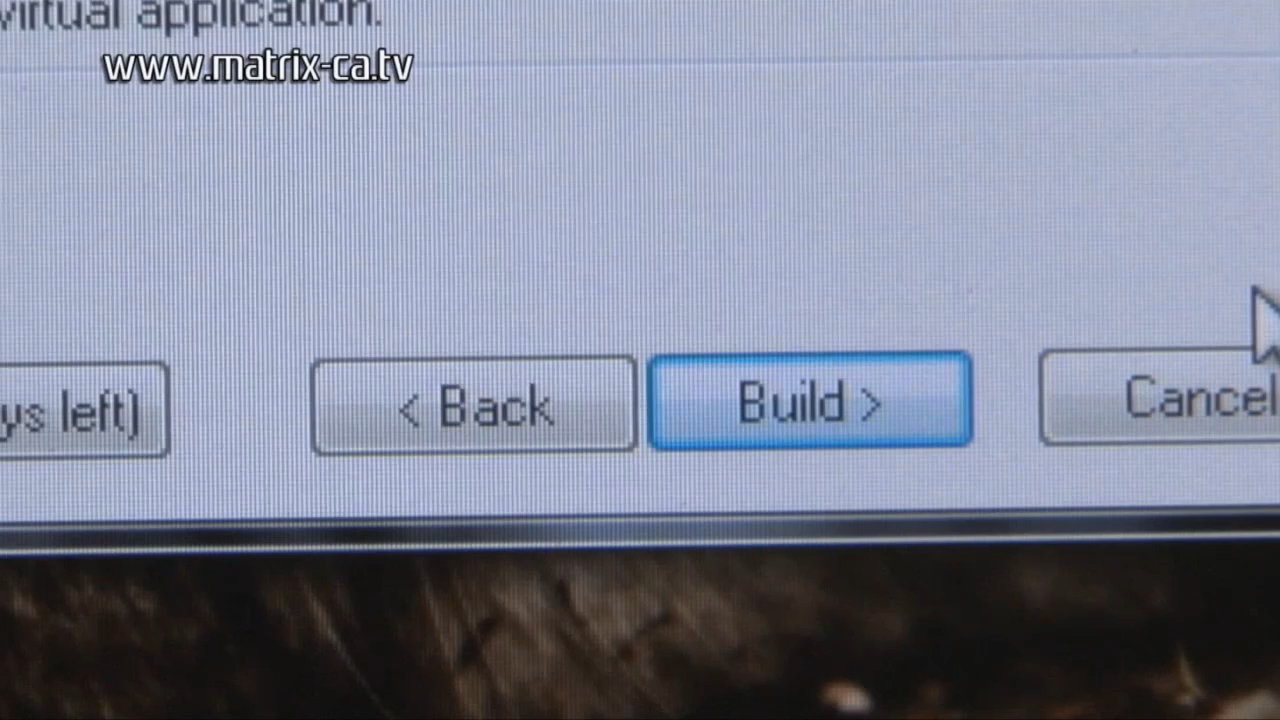 virtual application.
www.matrix-ca.tv
ys left)
< Back
Build >
Cancel